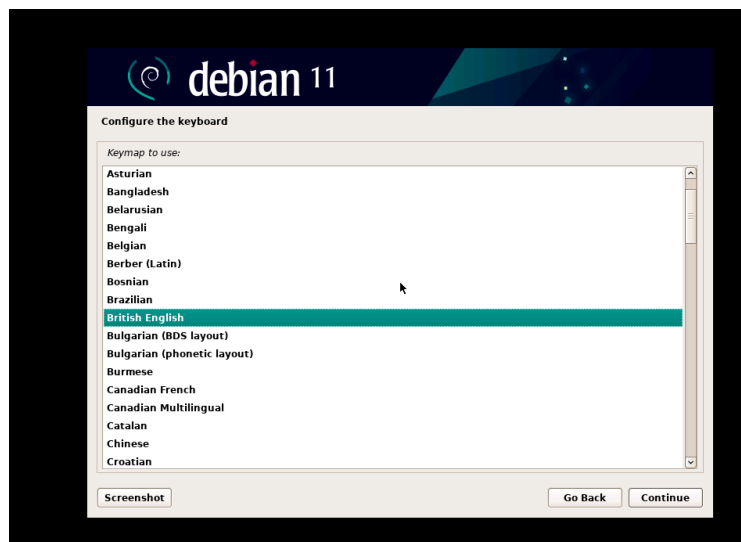 debian 11
Configure the keyboard
Keymap to use:
Asturian
Bangladesh
Belarusian
Bengali
Belgian
Berber (Latin)
Bosnian
Brazilian
British English
Bulgarian (BDS layout)
Bulgarian (phonetic layout)
Burmese
Canadian French
Canadian Multilingual
Catalan
Chinese
Croatian
Screenshot Go Back Continue